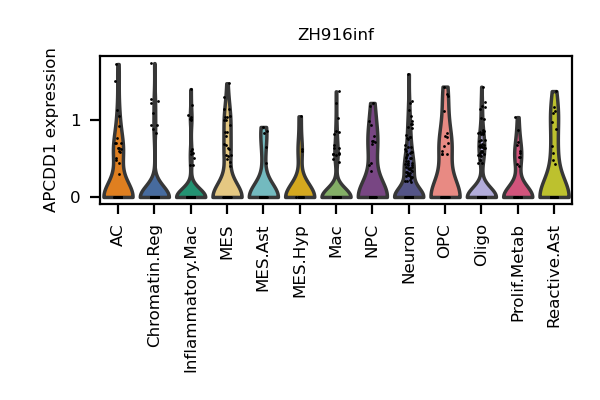 ZH916inf
APCDD1 expression
1
0
AC
Chromatin.Reg
Inflammatory.Mac
MES
MES.Ast
MES.Hyp
Mac
NPC
Neuron
OPC
Oligo
Prolif.Metab
Reactive.Ast